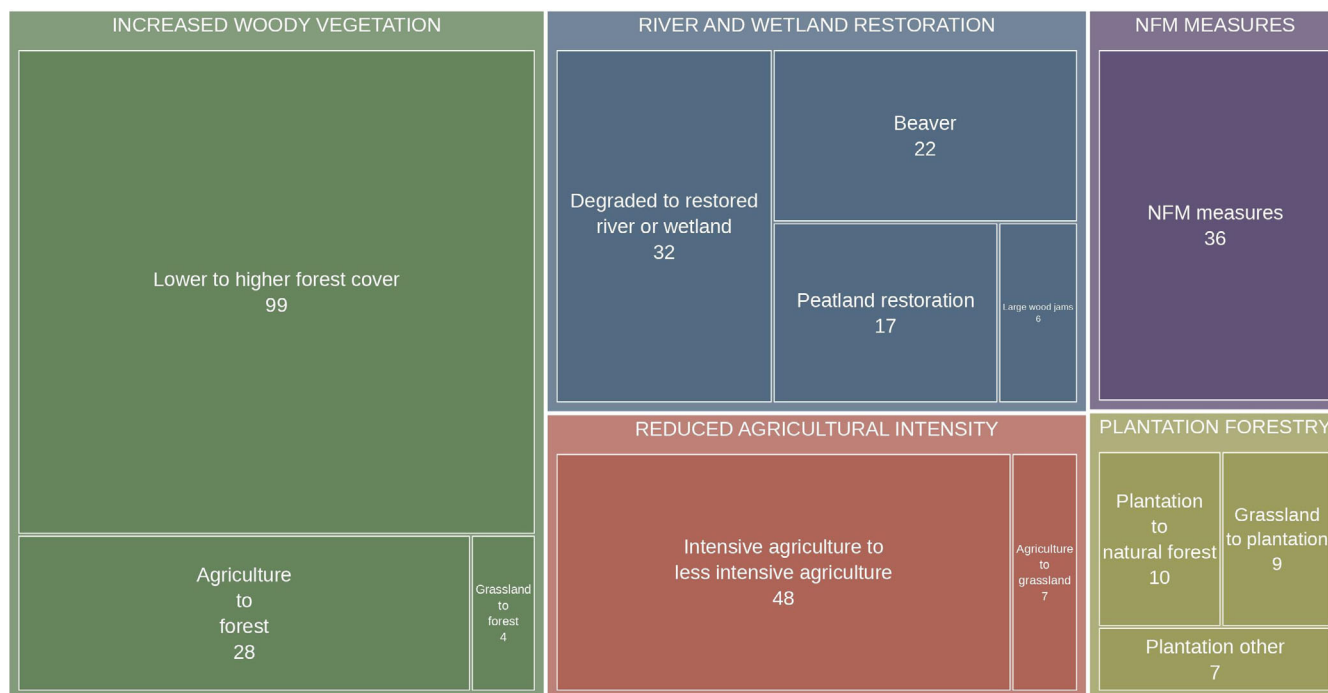 INCREASED WOODY VEGETATION
Lower to higher forest cover
99
Agriculture
to
forest
28
Grassland
to
forest
4
RIVER AND WETLAND RESTORATION
Degraded to restored
river or wetland
32
Beaver
22
Peatland restoration
17
Large wood jams
6
REDUCED AGRICULTURAL INTENSITY
Intensive agriculture to
less intensive agriculture
48
Agriculture
to
grassland
7
NFM MEASURES
NFM measures
36
PLANTATION FORESTRY
Plantation
to
natural forest
10
Grassland
to plantation
9
Plantation other
7